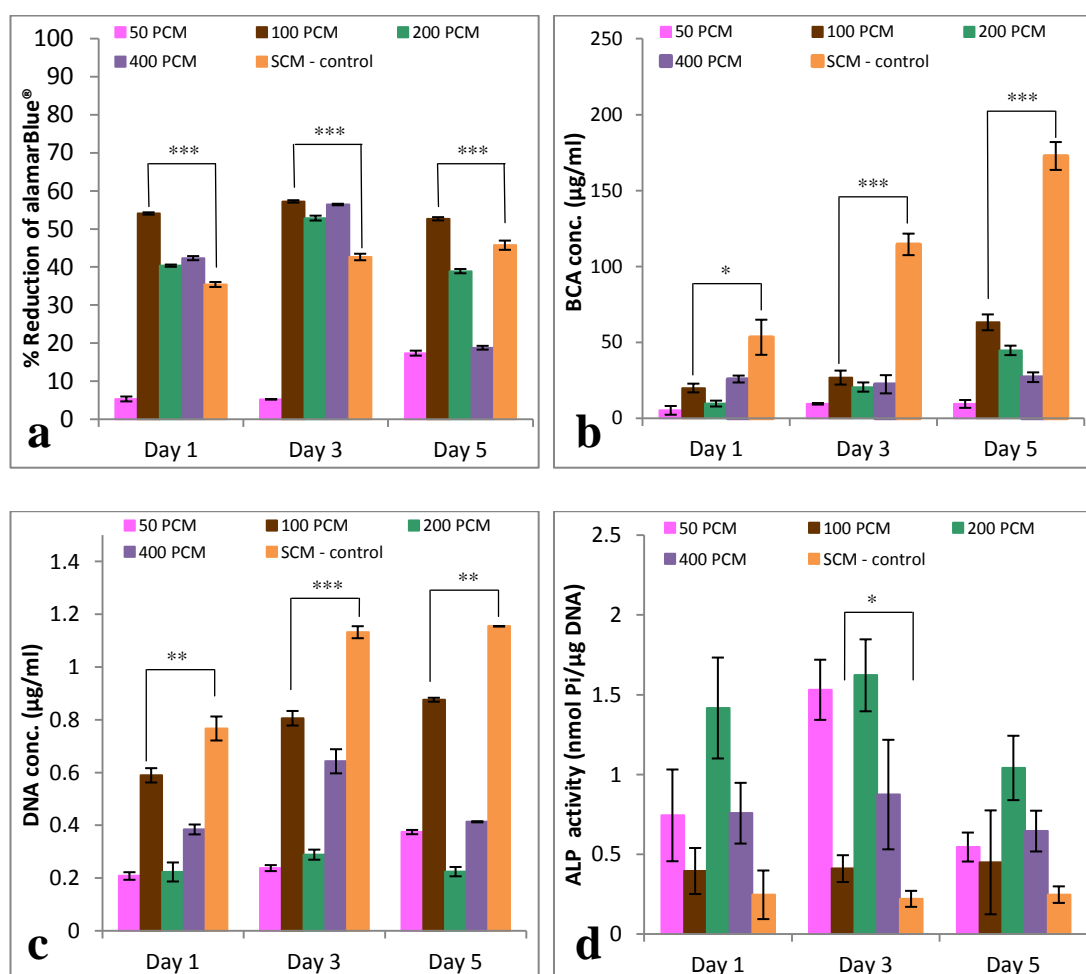 50 PCM 100 PCM 200 PCM
400 PCM SCM - control
% Reduction of alamarBlue®
100
90
80
70
60
50
40
30
20
10
0
***
***
***
Day 1 Day 3 Day 5
a
50 PCM 100 PCM 200 PCM
400 PCM SCM - control
BCA conc. (µg/ml)
250
200
150
100
50
0
*
***
***
Day 1 Day 3 Day 5
b
50 PCM 100 PCM 200 PCM
400 PCM SCM - control
DNA conc. (µg/ml)
1.4
1.2
1
0.8
0.6
0.4
0.2
0
**
***
**
Day 1 Day 3 Day 5
c
50 PCM 100 PCM 200 PCM
400 PCM SCM - control
ALP activity (nmol Pi/µg DNA)
2.5
2
1.5
1
0.5
0
*
Day 1 Day 3 Day 5
d